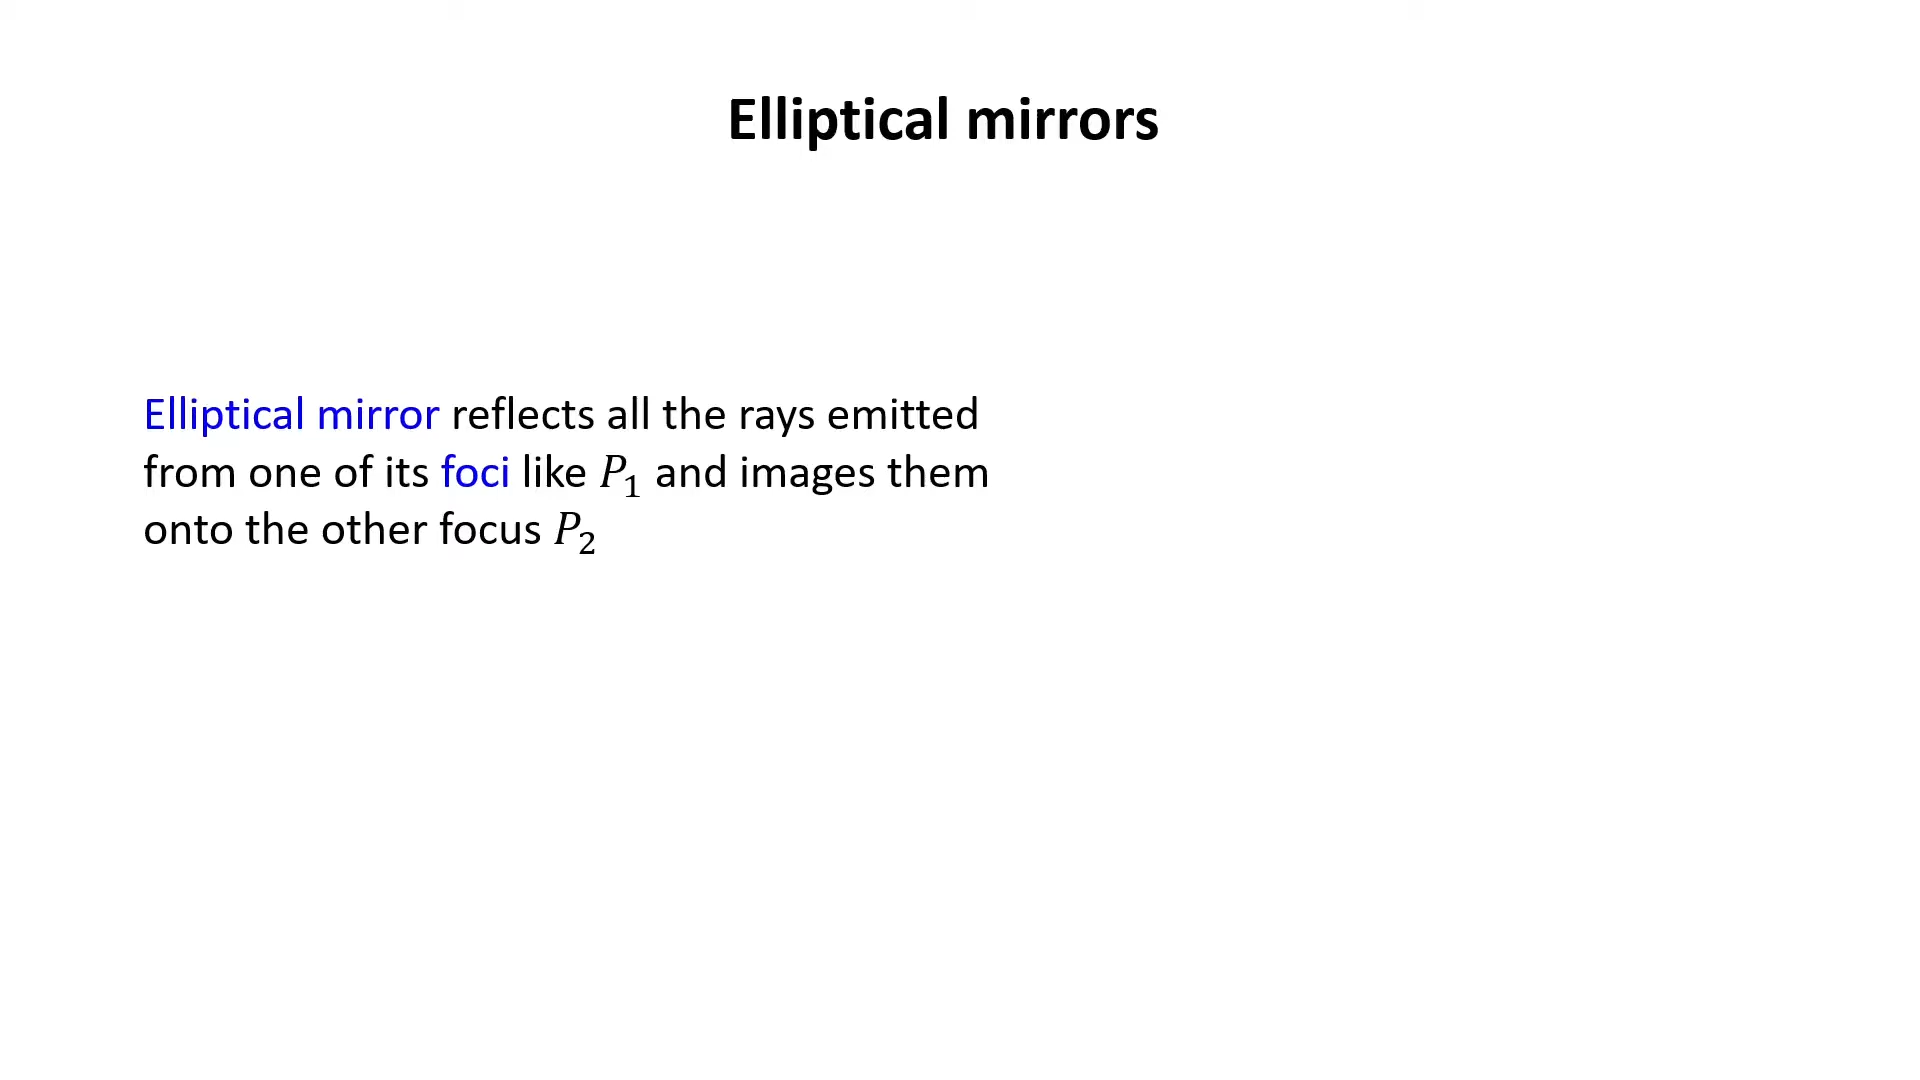 Elliptical mirrors
Elliptical mirror reflects all the rays emitted
from one of its foci like P₁ and images them
onto the other focus P₂